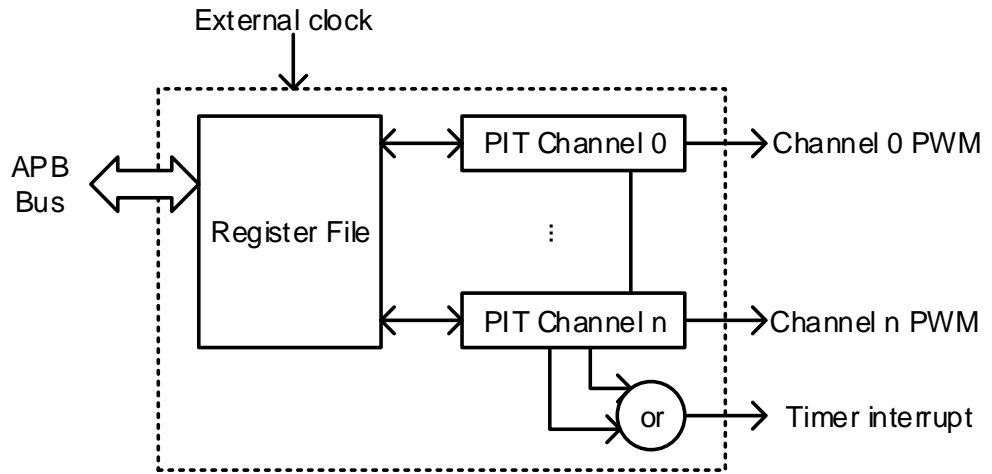 External clock
APB
Bus
Register File
PIT Channel 0
Channel 0 PWM
...
PIT Channel n
Channel n PWM
or
Timer interrupt